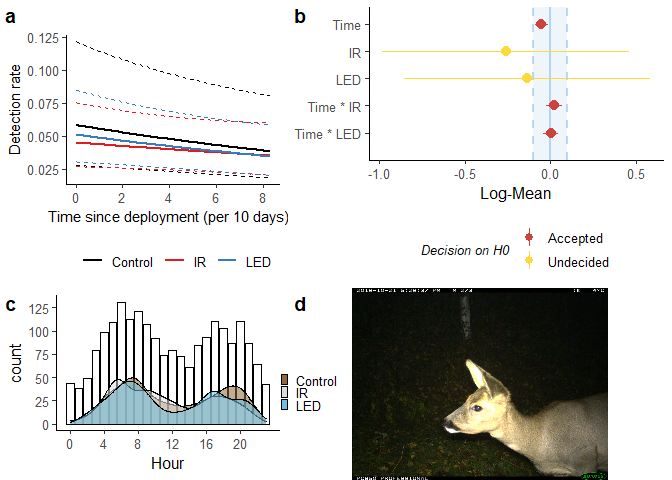 a
0.125
0.100
0.075
0.050
0.025
Detection rate
0 2 4 6 8
Time since deployment (per 10 days)
Control IR LED
b
Time
IR
LED
Time * IR
Time * LED
-1.0 -0.5 0.0 0.5
Log-Mean
Decision on H0
Accepted
Undecided
c
125
100
75
50
25
0
count
0 4 8 12 16 20
Hour
Control
IR
LED
d
PC850 PROFESSIONAL